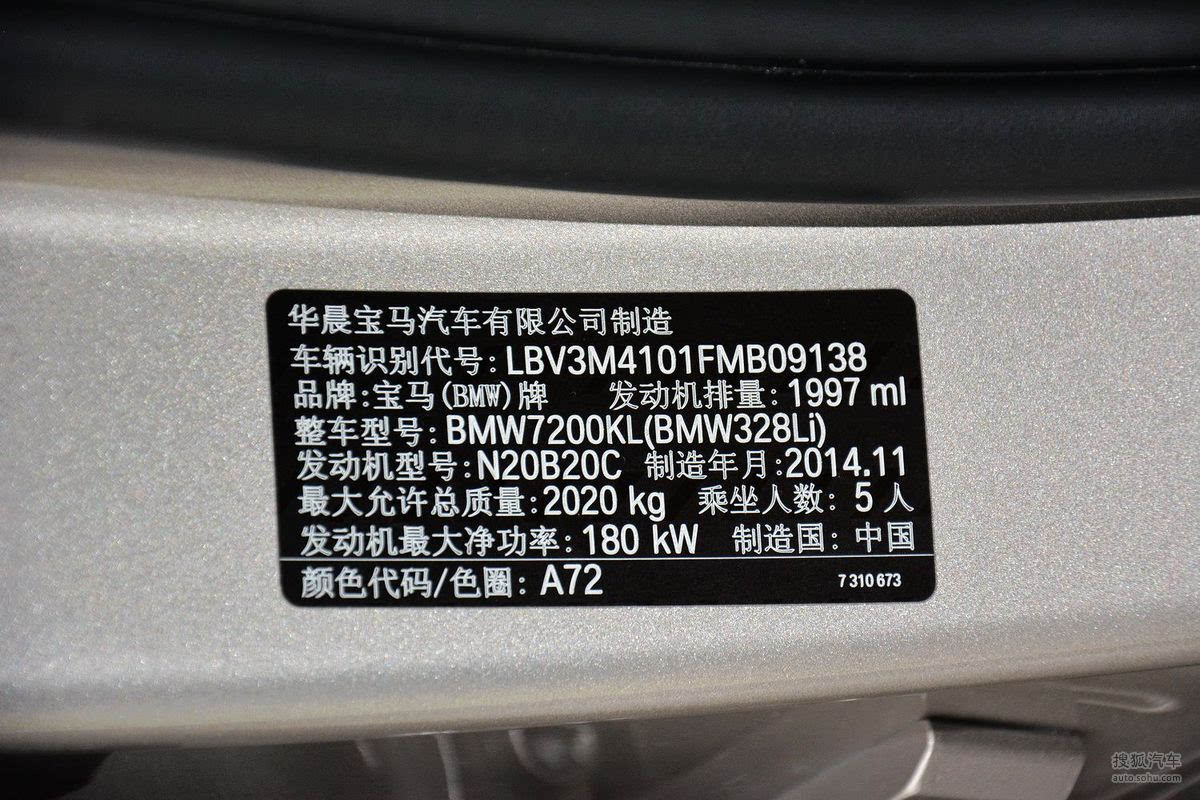 华晨宝马汽车有限公司制造
车辆识别代号: LBV3M4101FMB09138
品牌: 宝马(BMW)牌 发动机排量: 1997 ml
整车型号: BMW7200KL(BMW328Li)
发动机型号: N20B20C 制造年月: 2014.11
最大允许总质量: 2020 kg 乘坐人数: 5 人
发动机最大净功率: 180 kW 制造国: 中国
颜色代码/色圈: A72 7 310 673
搜狐汽车
auto.sohu.com